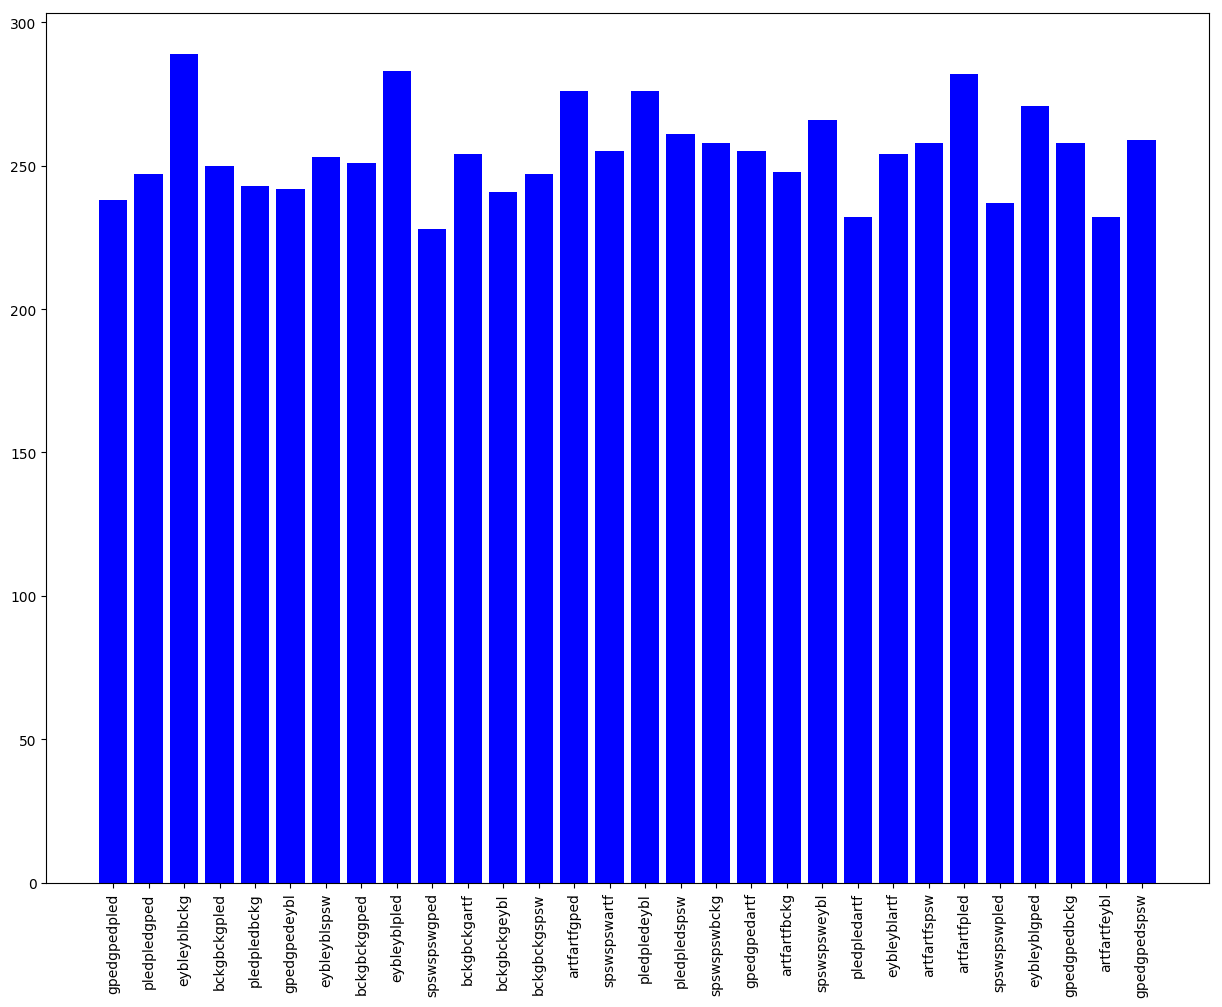 300
250
200
150
100
50
0
gpedgpedpled
pledpledgped
eybleyblbckg
bckgbckgpled
pledpledbckg
gpedgpedeybl
eybleyblspsw
bckgbckggped
eybleyblpled
spswspswgped
bckgbckgartf
bckgbckgeybl
bckgbckgspsw
artfartfgped
spswspswartf
pledpledeybl
pledpledspsw
spswspswbckg
gpedgpedartf
artfartfbckg
spswspsweybl
pledpledartf
eybleyblartf
artfartfspsw
artfartfpled
spswspswpled
eybleyblgped
gpedgpedbckg
artfartfeybl
gpedgpedspsw